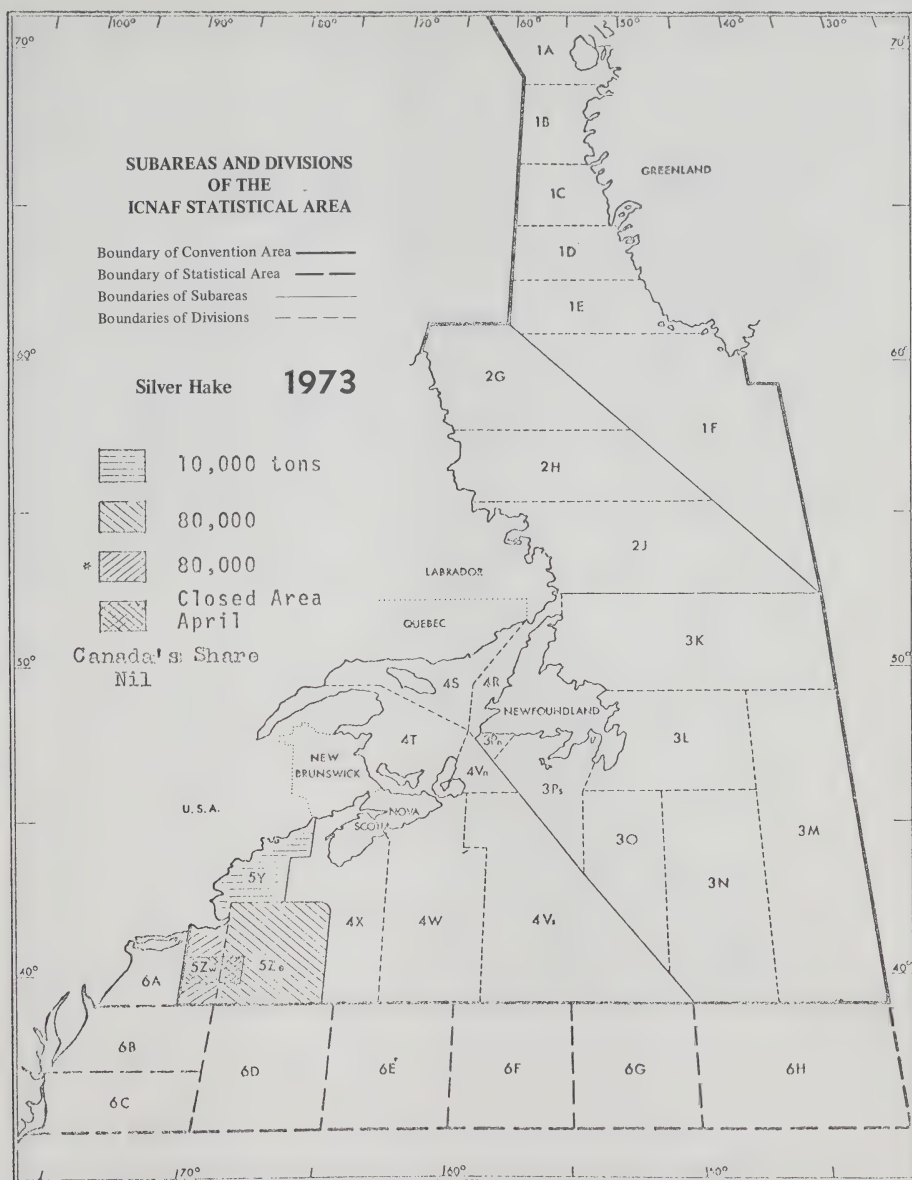 100° 90° 80° 70° 60° 50° 40° 30°
70° 70°
1A
1B
GREENLAND
1C
1D
1E
SUBAREAS AND DIVISIONS
OF THE
ICNAF STATISTICAL AREA
Boundary of Convention Area
Boundary of Statistical Area
Boundaries of Subareas
Boundaries of Divisions
60° 60°
Silver Hake 1973
2G
1F
2H
2J
10,000 tons
80,000
* 80,000
Closed Area
April
Canada's Share
Nil
LABRADOR
QUEBEC
3K
50° 50°
4S 4R
NEWFOUNDLAND
4T 3Pn 3L
NEW
BRUNSWICK
4Vn
3Ps
U.S.A.
NOVA
SCOTIA
3O 3M
5Y 3N
4X 4W 4Vs
5Zw 5Ze
40° 40°
6A
6B
6D 6E 6F 6G 6H
6C
70° 60° 50°